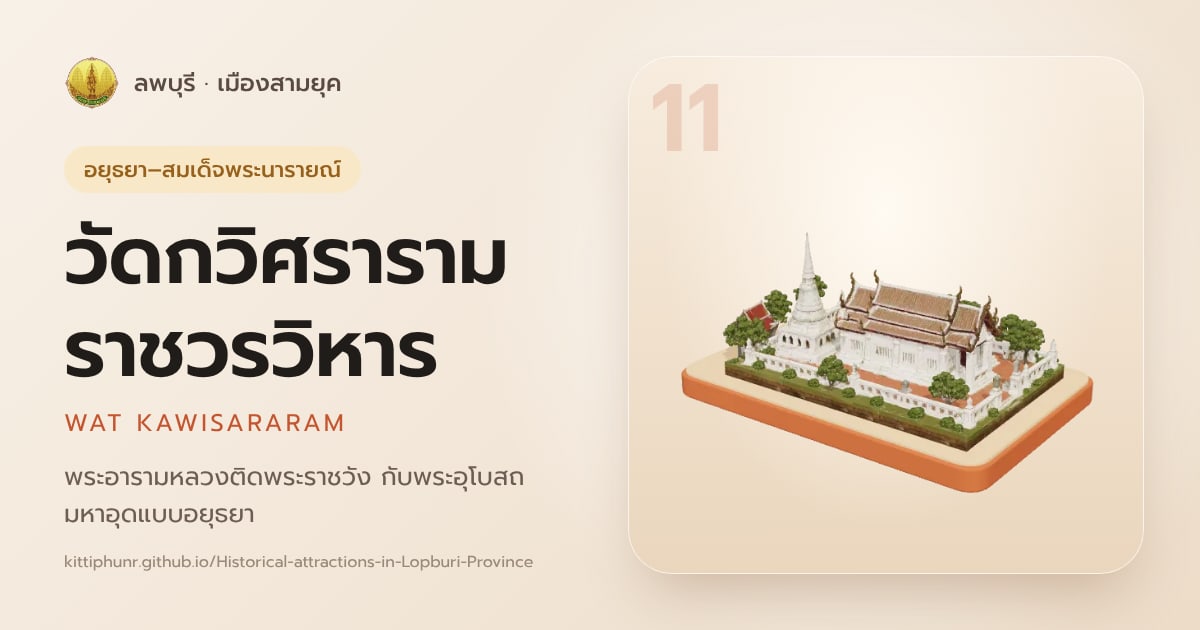 ลพบุรี · เมืองสามยุค
อยุธยา–สมเด็จพระนารายณ์
วัดกวิศราราม
ราชวรวิหาร
WAT KAWISARARAM
พระอารามหลวงติดพระราชวัง กับพระอุโบสถ
มหาอุดแบบอยุธยา
kittiphunr.github.io/Historical-attractions-in-Lopburi-Province
11